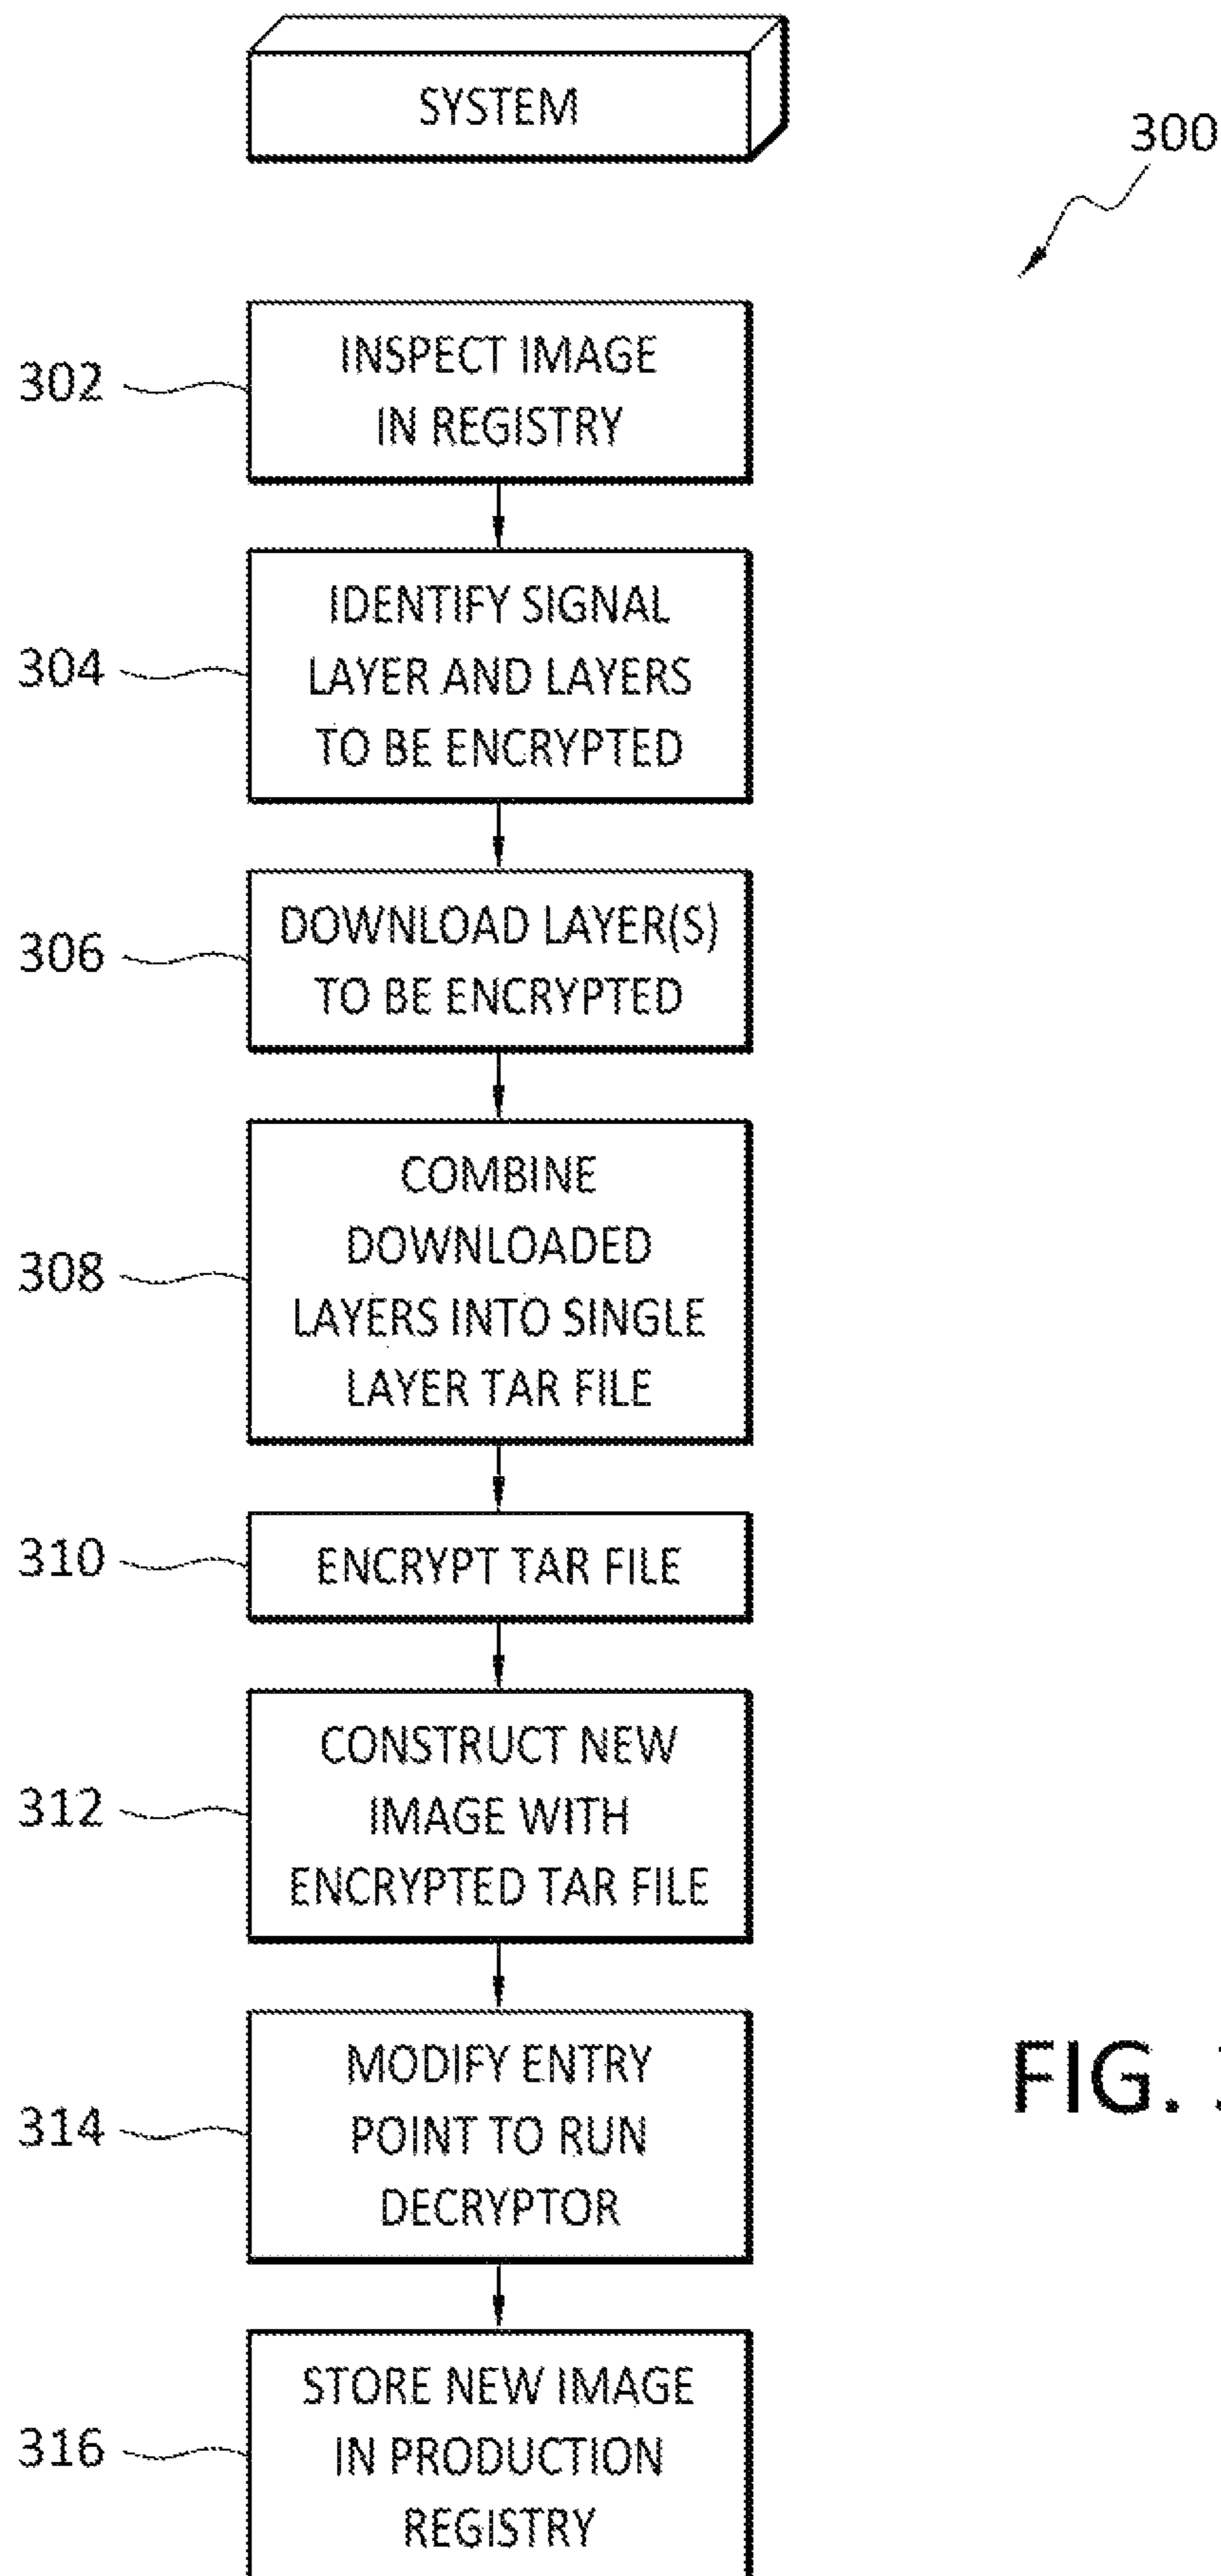 SYSTEM
300
302
INSPECT IMAGE
IN REGISTRY
304
IDENTIFY SIGNAL
LAYER AND LAYERS
TO BE ENCRYPTED
306
DOWNLOAD LAYER(S)
TO BE ENCRYPTED
308
COMBINE
DOWNLOADED
LAYERS INTO SINGLE
LAYER TAR FILE
310
ENCRYPT TAR FILE
312
CONSTRUCT NEW
IMAGE WITH
ENCRYPTED TAR FILE
314
MODIFY ENTRY
POINT TO RUN
DECRYPTOR
FIG.
316
STORE NEW IMAGE
IN PRODUCTION
REGISTRY